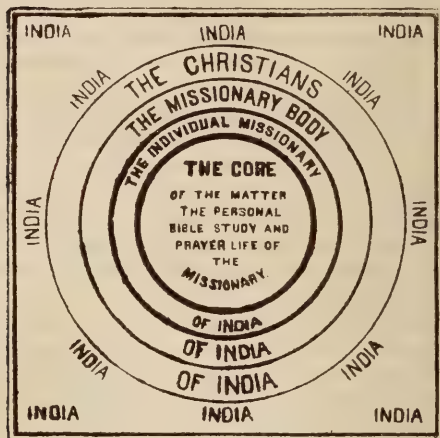 INDIA INDIA INDIA
INDIA INDIA
THE CHRISTIANS
THE MISSIONARY BODY
THE INDIVIDUAL MISSIONARY
THE CORE
OF THE MATTER
THE PERSONAL
BIBLE STUDY AND
PRAYER LIFE OF
THE
MISSIONARY.
INDIA INDIA
OF INDIA
OF INDIA
OF INDIA
INDIA INDIA
INDIA INDIA INDIA